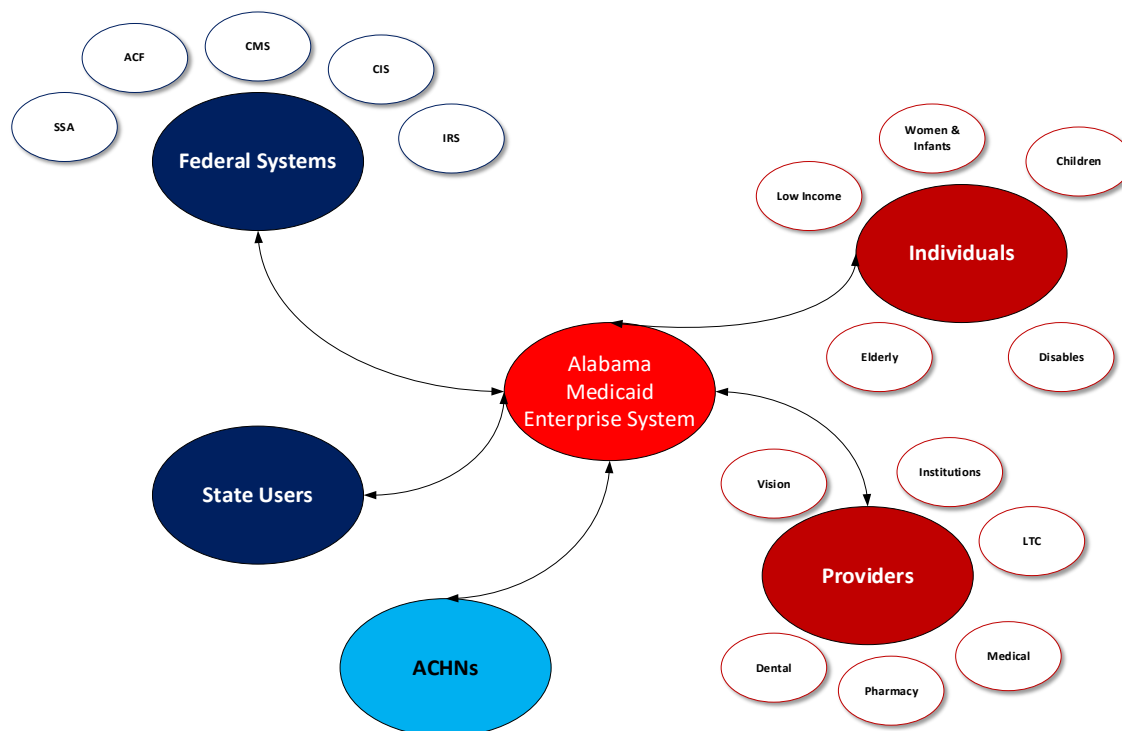 CMS
ACF
CIS
SSA
IRS
Federal Systems
Women &
Infants
Children
Low Income
Individuals
Elderly
Disables
Alabama
Medicaid
Enterprise System
State Users
Vision
Institutions
LTC
Providers
Dental
Pharmacy
Medical
ACHNs